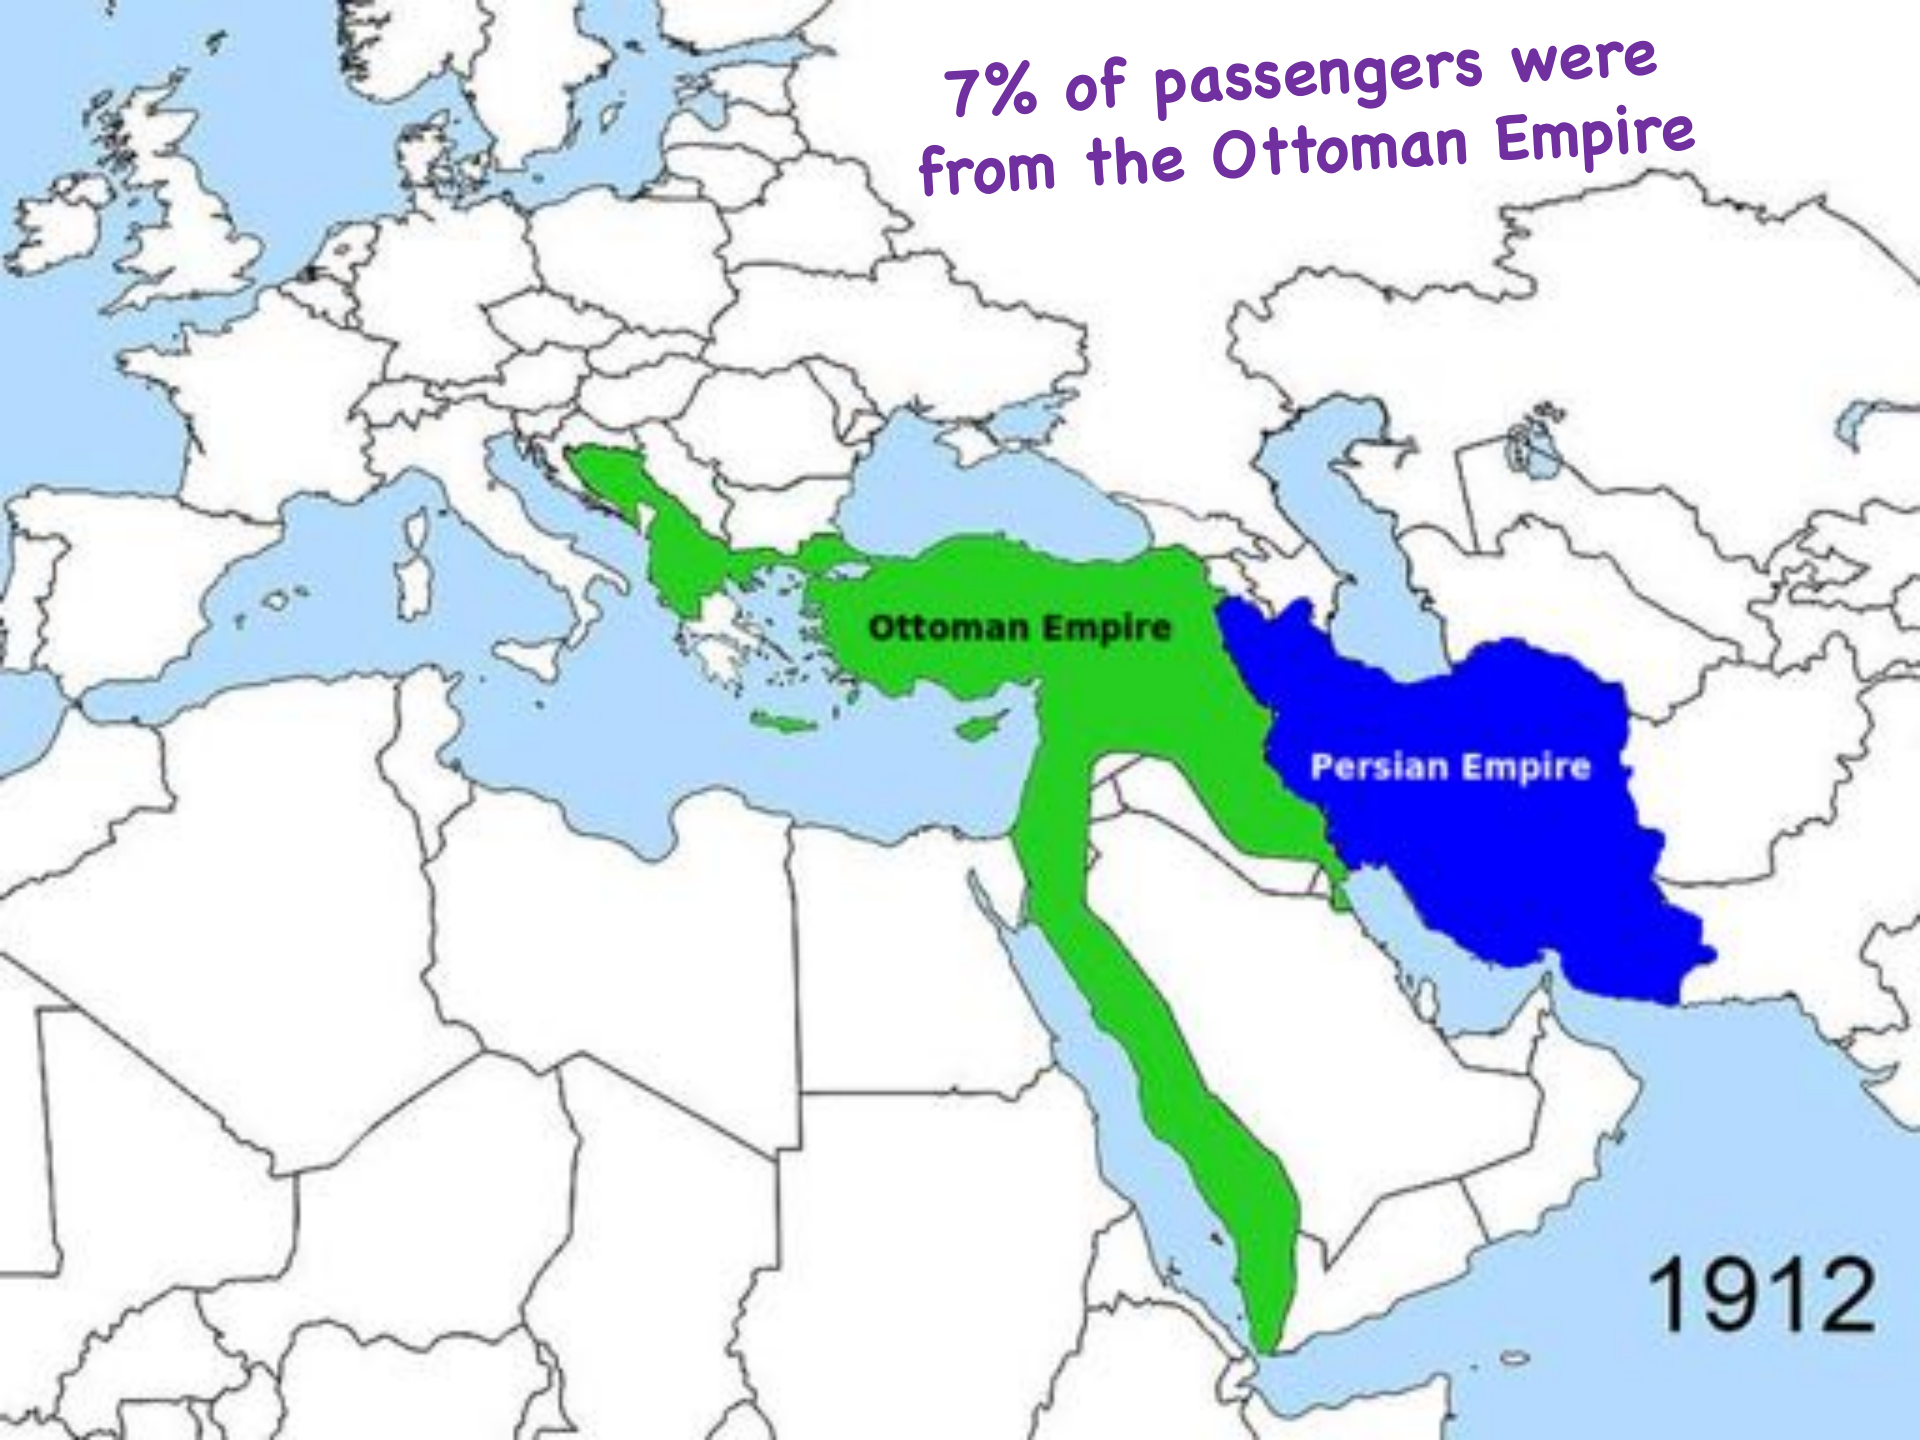 7% of passengers were
from the Ottoman Empire
Ottoman Empire
Persian Empire
1912